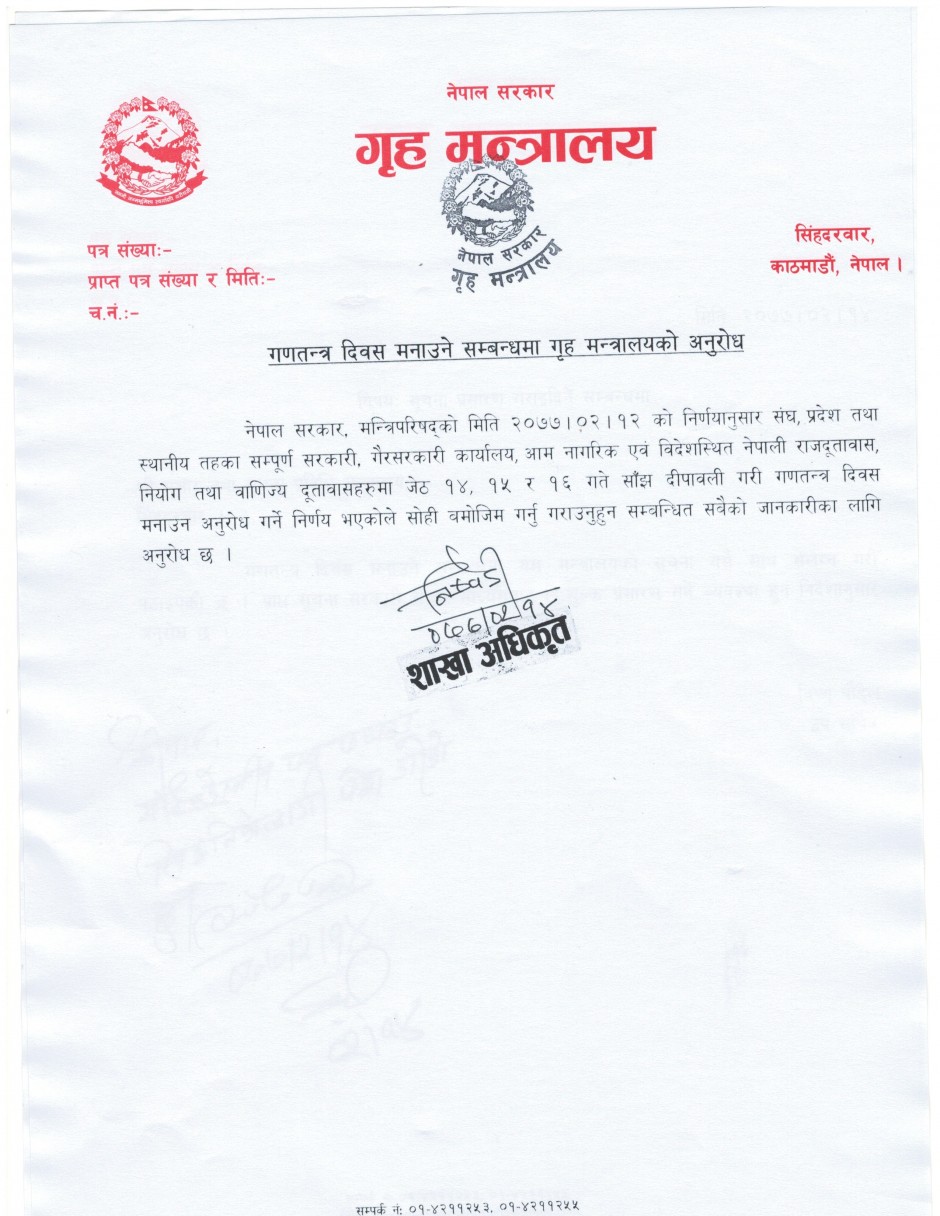 नेपाल सरकार
गृह मन्त्रालय
नेपाल सरकार
गृह मन्त्रालय
पत्र संख्याः-
प्राप्त पत्र संख्या र मितिः-
च.नं.:-
सिंहदरवार,
काठमाडौं, नेपाल ।
गणतन्त्र दिवस मनाउने सम्बन्धमा गृह मन्त्रालयको अनुरोध
नेपाल सरकार, मन्त्रिपरिषद्को मिति २०७७।०२।१२ को निर्णयानुसार संघ, प्रदेश तथा
स्थानीय तहका सम्पूर्ण सरकारी, गैरसरकारी कार्यालय, आम नागरिक एवं विदेशस्थित नेपाली राजदूतावास,
नियोग तथा वाणिज्य दूतावासहरुमा जेठ १४, १५ र १६ गते साँझ दीपावली गरी गणतन्त्र दिवस
मनाउन अनुरोध गर्ने निर्णय भएकोले सोही वमोजिम गर्नु गराउनुहुन सम्बन्धित सबैको जानकारीका लागि
अनुरोध छ ।
०७७/०२/१४
शाखा अधिकृत
सम्पर्क नं: ०१-४२११२५३, ०१-४२११२५५